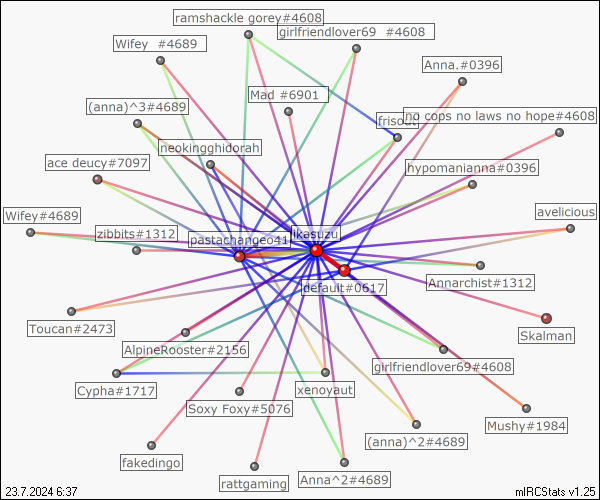 ramshackle gorey#4608
girlfriendlover69 #4608
Wifey #4689
Anna.#0396
Mad #6901
(anna)^3#4689
no cops no laws no hope#4608
neokingghidorah
ace deucy#7097
hypomanianna#0396
Wifey#4689
avelicious
zibbits#1312
pastachangeo41
likasuzu
Annarchist#1312
default#0617
Toucan#2473
Skalman
AlpineRooster#2156
girlfriendlover69#4608
Cypha#1717
xenoyaut
Soxy Foxy#5076
Mushy#1984
(anna)^2#4689
fakedingo
rattgaming
Anna^2#4689
23.7.2024 6:37
mIRCStats v1.25